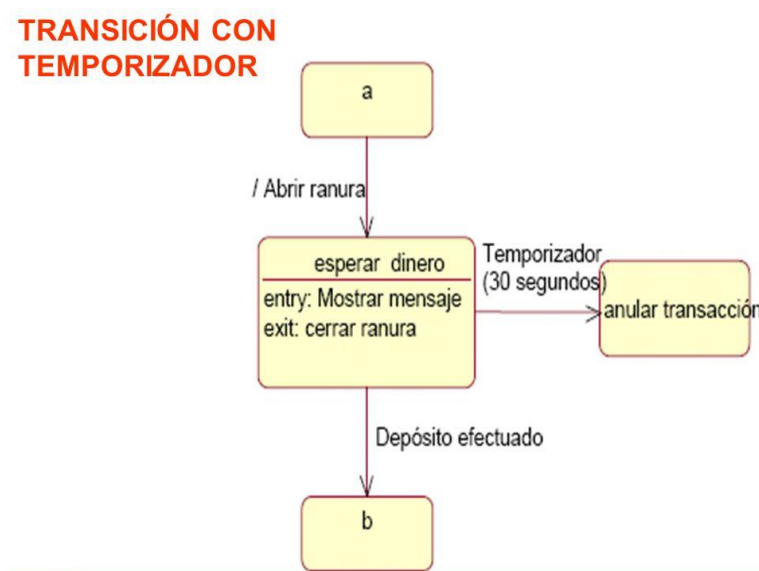 TRANSICIÓN CON
TEMPORIZADOR
a
/ Abrir ranura
esperar dinero
entry: Mostrar mensaje
exit: cerrar ranura
Temporizador
(30 segundos)
anular transacción
Depósito efectuado
b